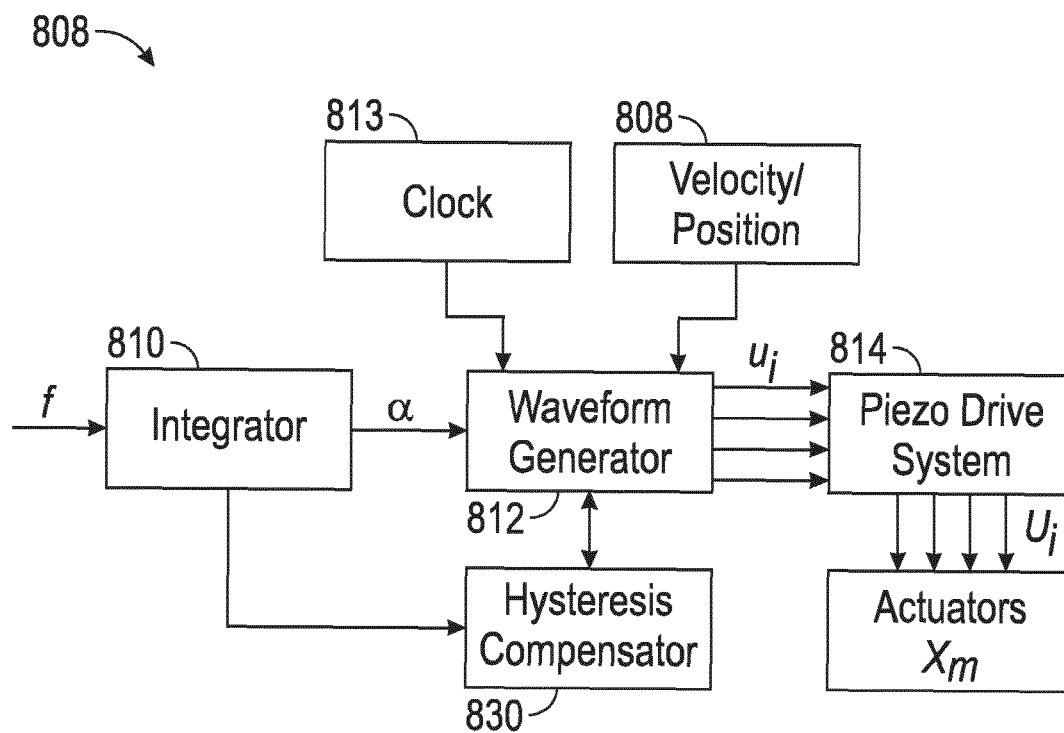 808
813
808
Clock
Velocity/
Position
810
f
Integrator
α
Waveform
Generator
812
u_i
814
Piezo Drive
System
U_i
Hysteresis
Compensator
830
Actuators
X_m